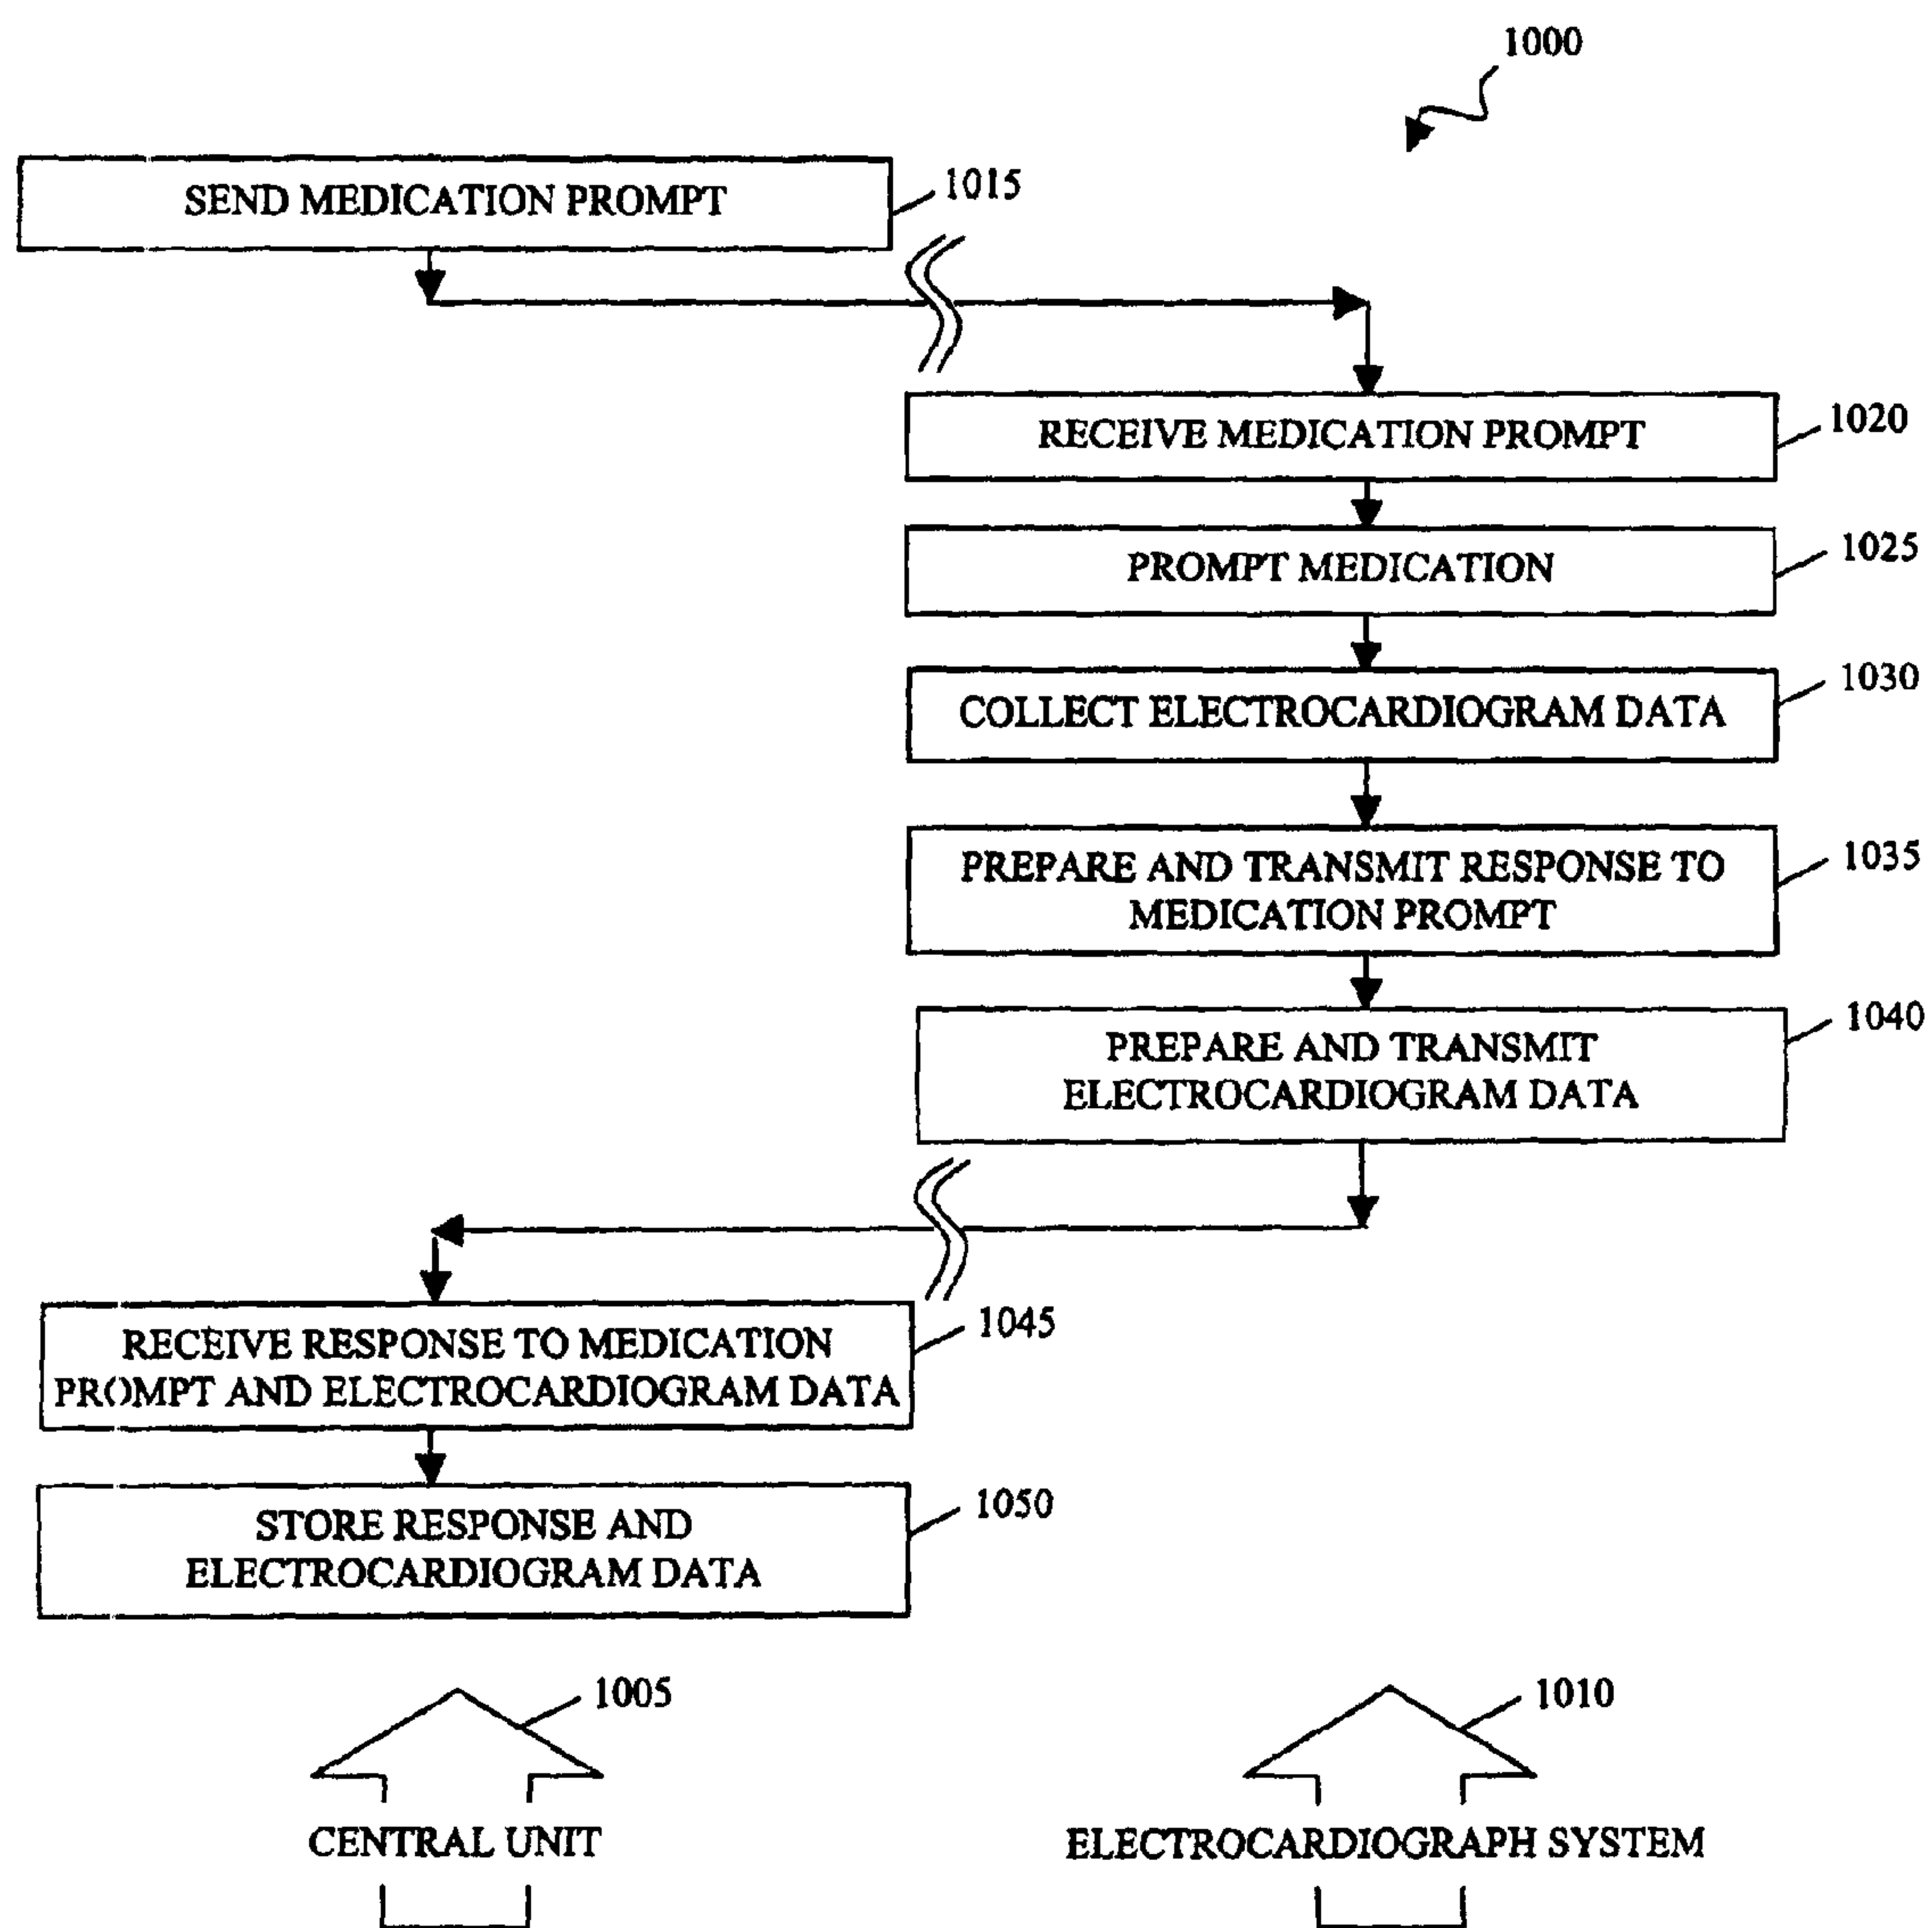 1000
SEND MEDICATION PROMPT
1015
RECEIVE MEDICATION PROMPT
1020
PROMPT MEDICATION
1025
COLLECT ELECTROCARDIOGRAM DATA
1030
PREPARE AND TRANSMIT RESPONSE TO
MEDICATION PROMPT
1035
PREPARE AND TRANSMIT
ELECTROCARDIOGRAM DATA
1040
RECEIVE RESPONSE TO MEDICATION
PROMPT AND ELECTROCARDIOGRAM DATA
1045
STORE RESPONSE AND
ELECTROCARDIOGRAM DATA
1050
1005
CENTRAL UNIT
1010
ELECTROCARDIOGRAPH SYSTEM